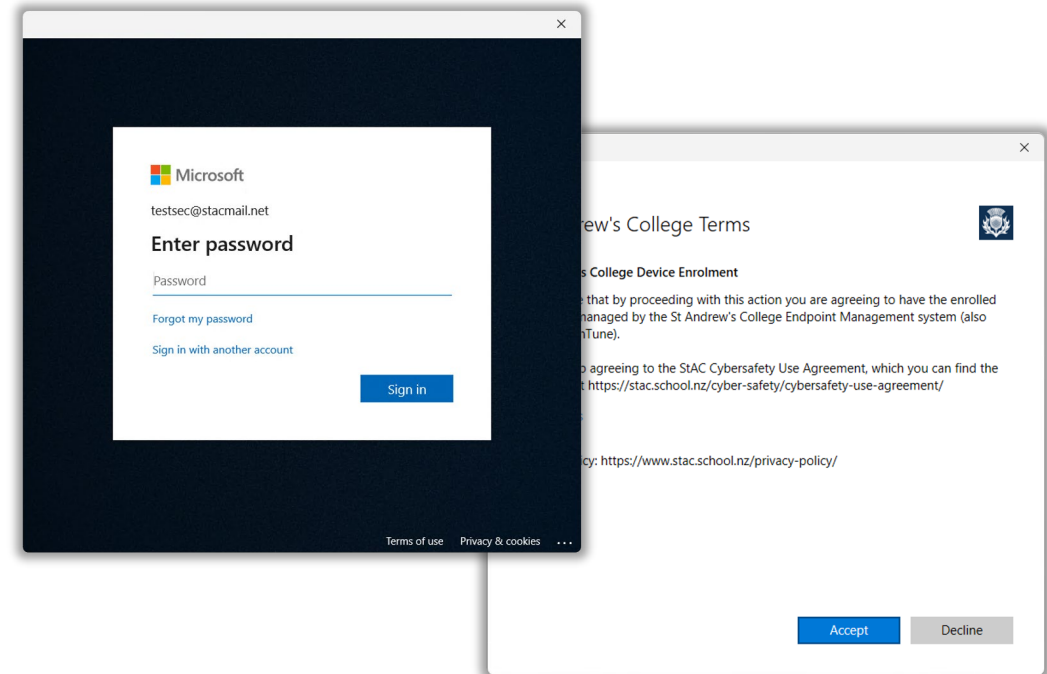 Microsoft
testsec@stacmail.net
Enter password
Password
Forgot my password
Sign in with another account
Sign in
Terms of use Privacy & cookies ...
rew's College Terms
s College Device Enrolment
that by proceeding with this action you are agreeing to have the enrolled
managed by the St Andrew's College Endpoint Management system (also
nTune).
agreeing to the StAC Cybersafety Use Agreement, which you can find the
https://stac.school.nz/cyber-safety/cybersafety-use-agreement/
cy: https://www.stac.school.nz/privacy-policy/
Accept Decline